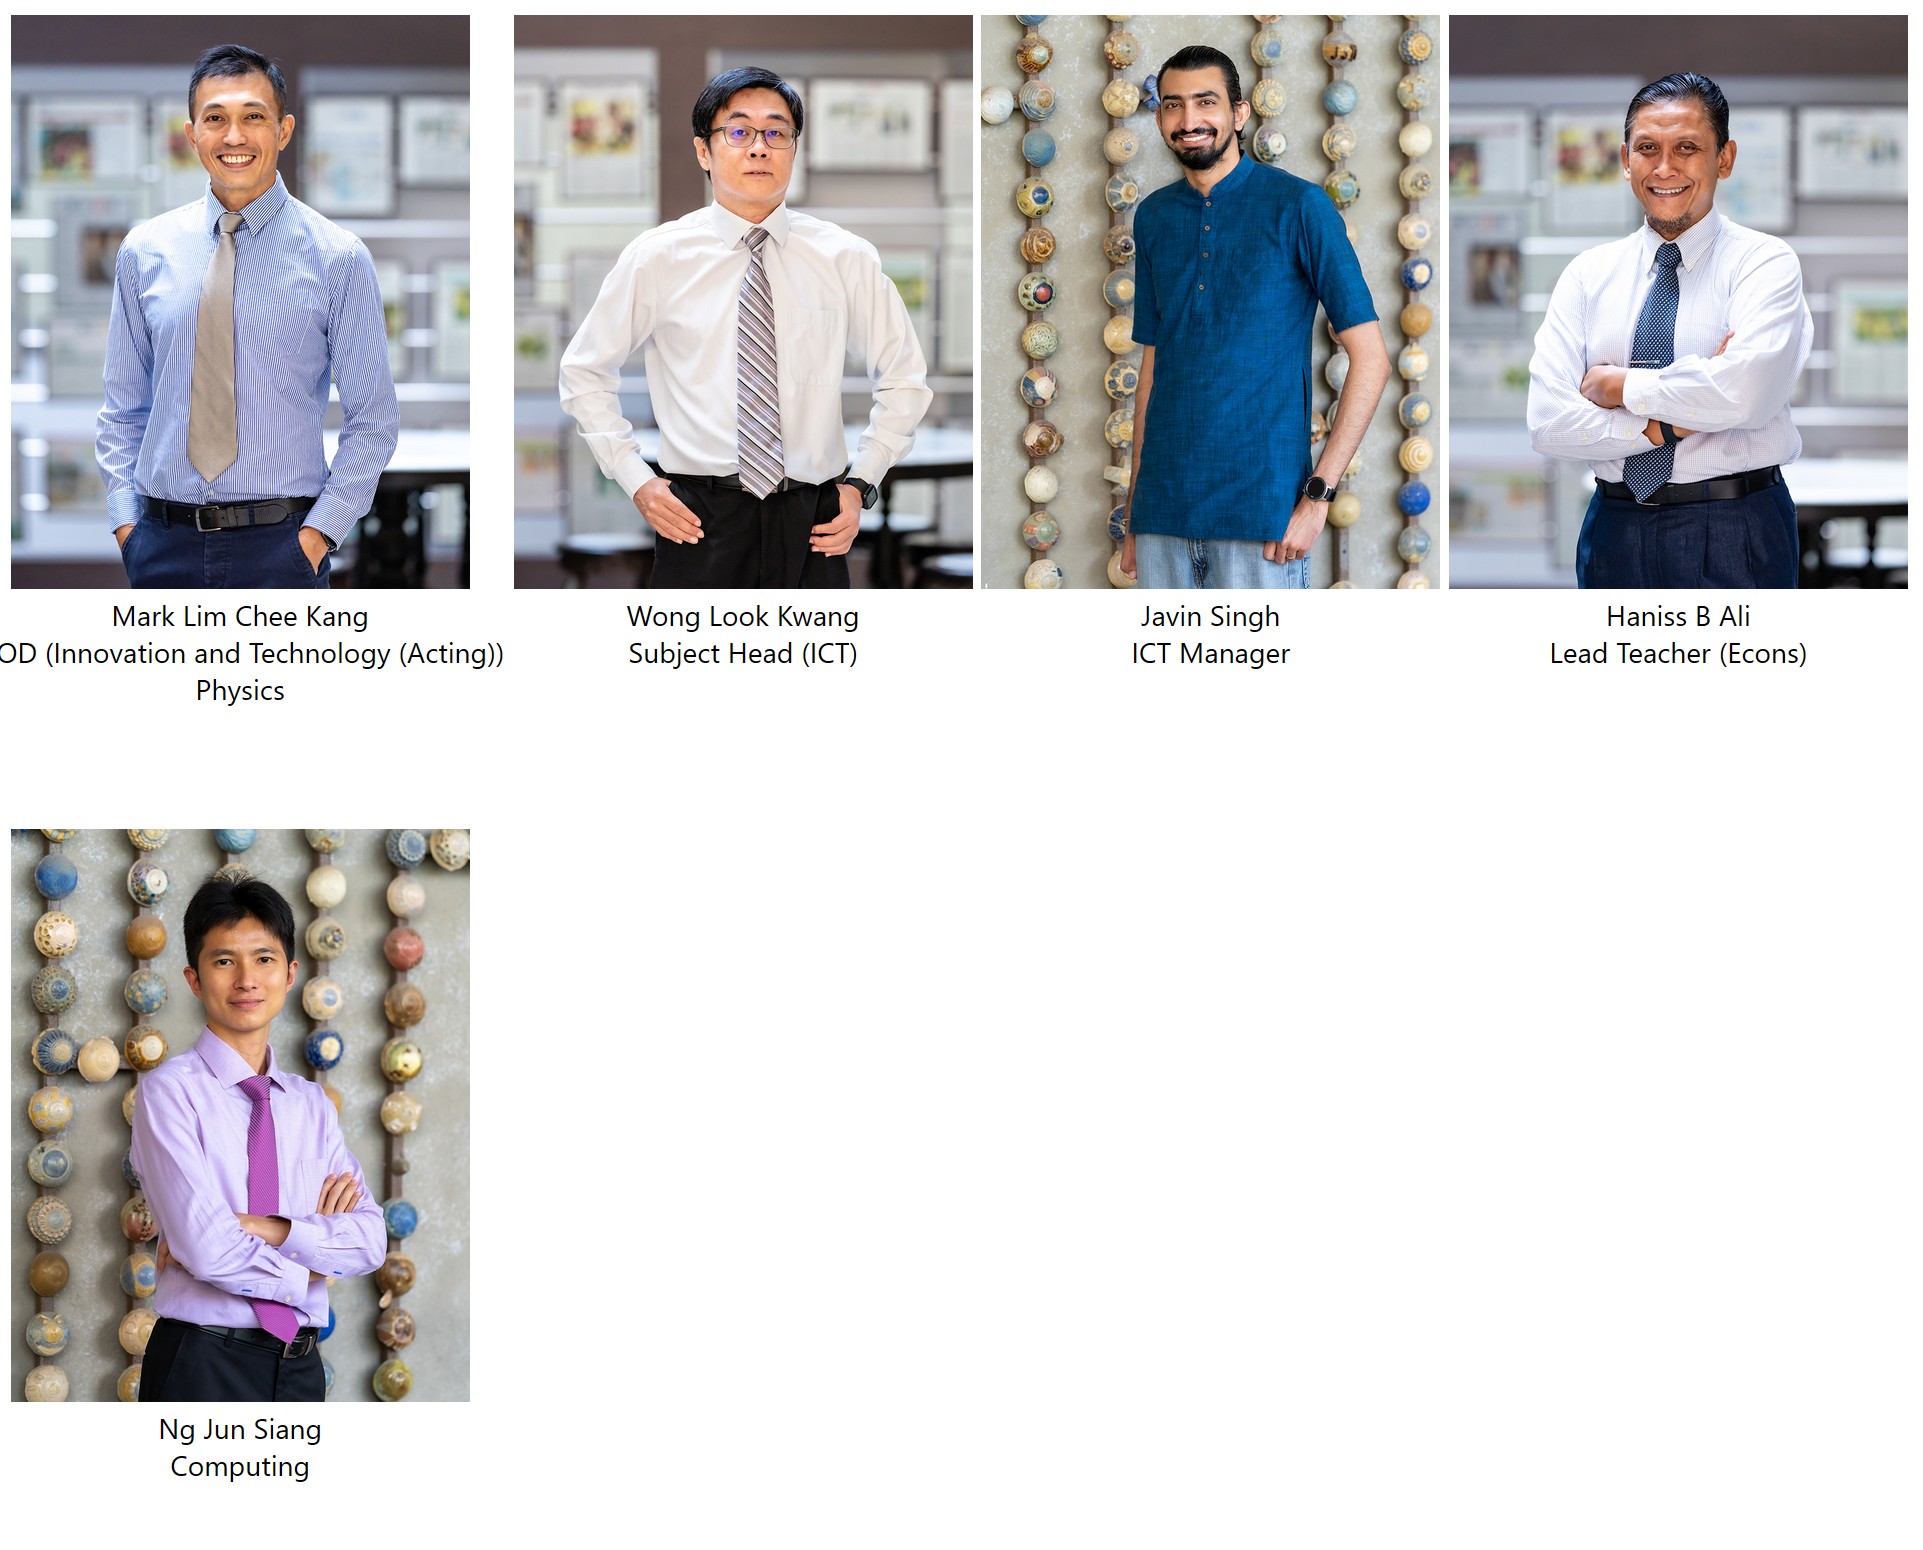 Mark Lim Chee Kang
OD (Innovation and Technology (Acting))
Physics
Wong Look Kwang
Subject Head (ICT)
Javin Singh
ICT Manager
Haniss B Ali
Lead Teacher (Econs)
Ng Jun Siang
Computing